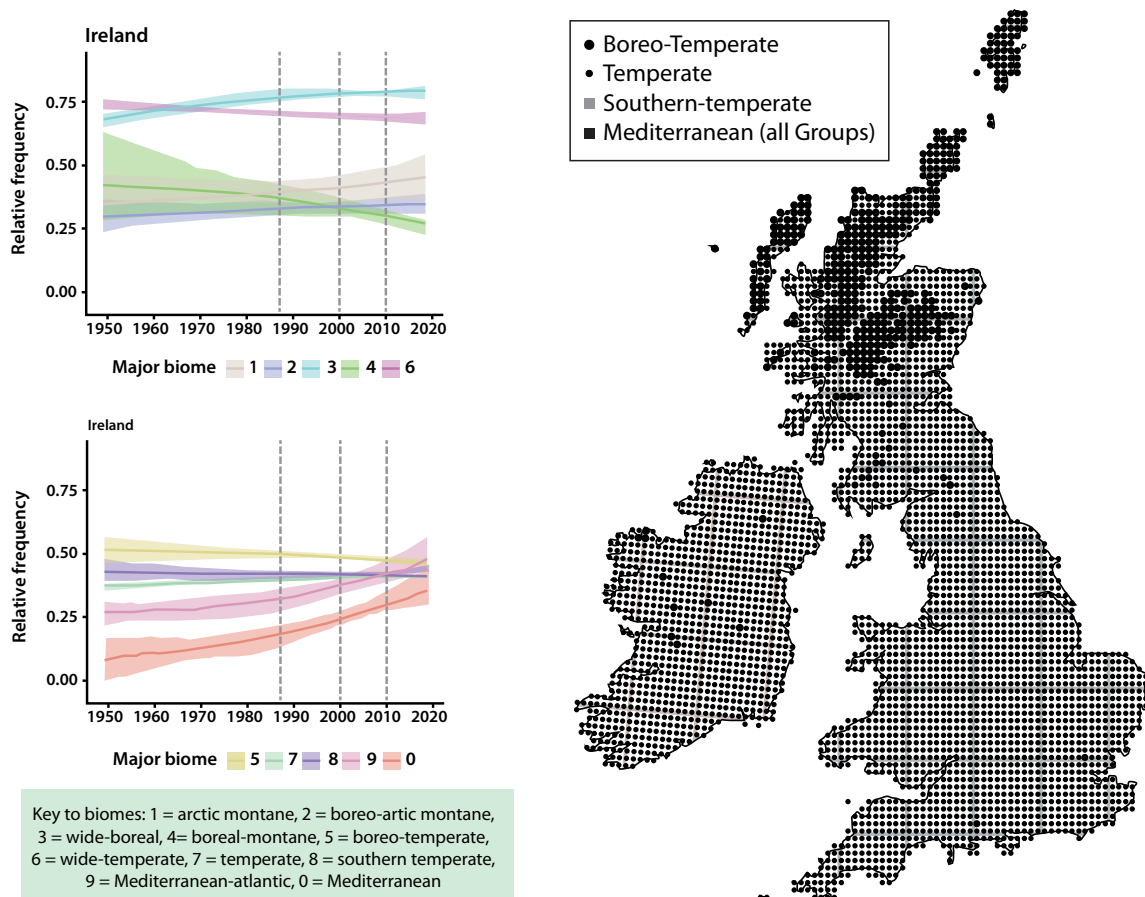 Ireland
Relative frequency
0.75
0.50
0.25
0.00
1950 1960 1970 1980 1990 2000 2010 2020
Major biome 1 2 3 4 6
Ireland
Relative frequency
0.75
0.50
0.25
0.00
1950 1960 1970 1980 1990 2000 2010 2020
Major biome 5 7 8 9 0
Key to biomes: 1 = arctic montane, 2 = boreo-artic montane,
3 = wide-boreal, 4= boreal-montane, 5 = boreo-temperate,
6 = wide-temperate, 7 = temperate, 8 = southern temperate,
9 = Mediterranean-atlantic, 0 = Mediterranean
Boreo-Temperate
Temperate
Southern-temperate
Mediterranean (all Groups)